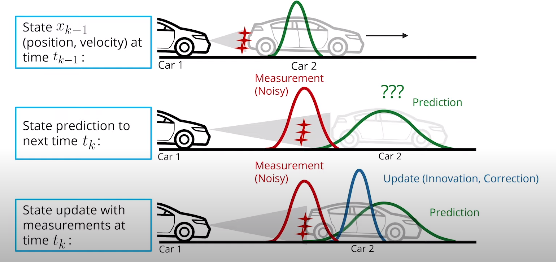 State x_{k-1}
(position, velocity) at
time t_{k-1}:
Car 1
Car 2
Measurement
(Noisy)
???
Prediction
State prediction to
next time t_k:
Car 1
Car 2
Measurement
(Noisy)
Update (Innovation, Correction)
Prediction
State update with
measurements at
time t_k:
Car 1
Car 2